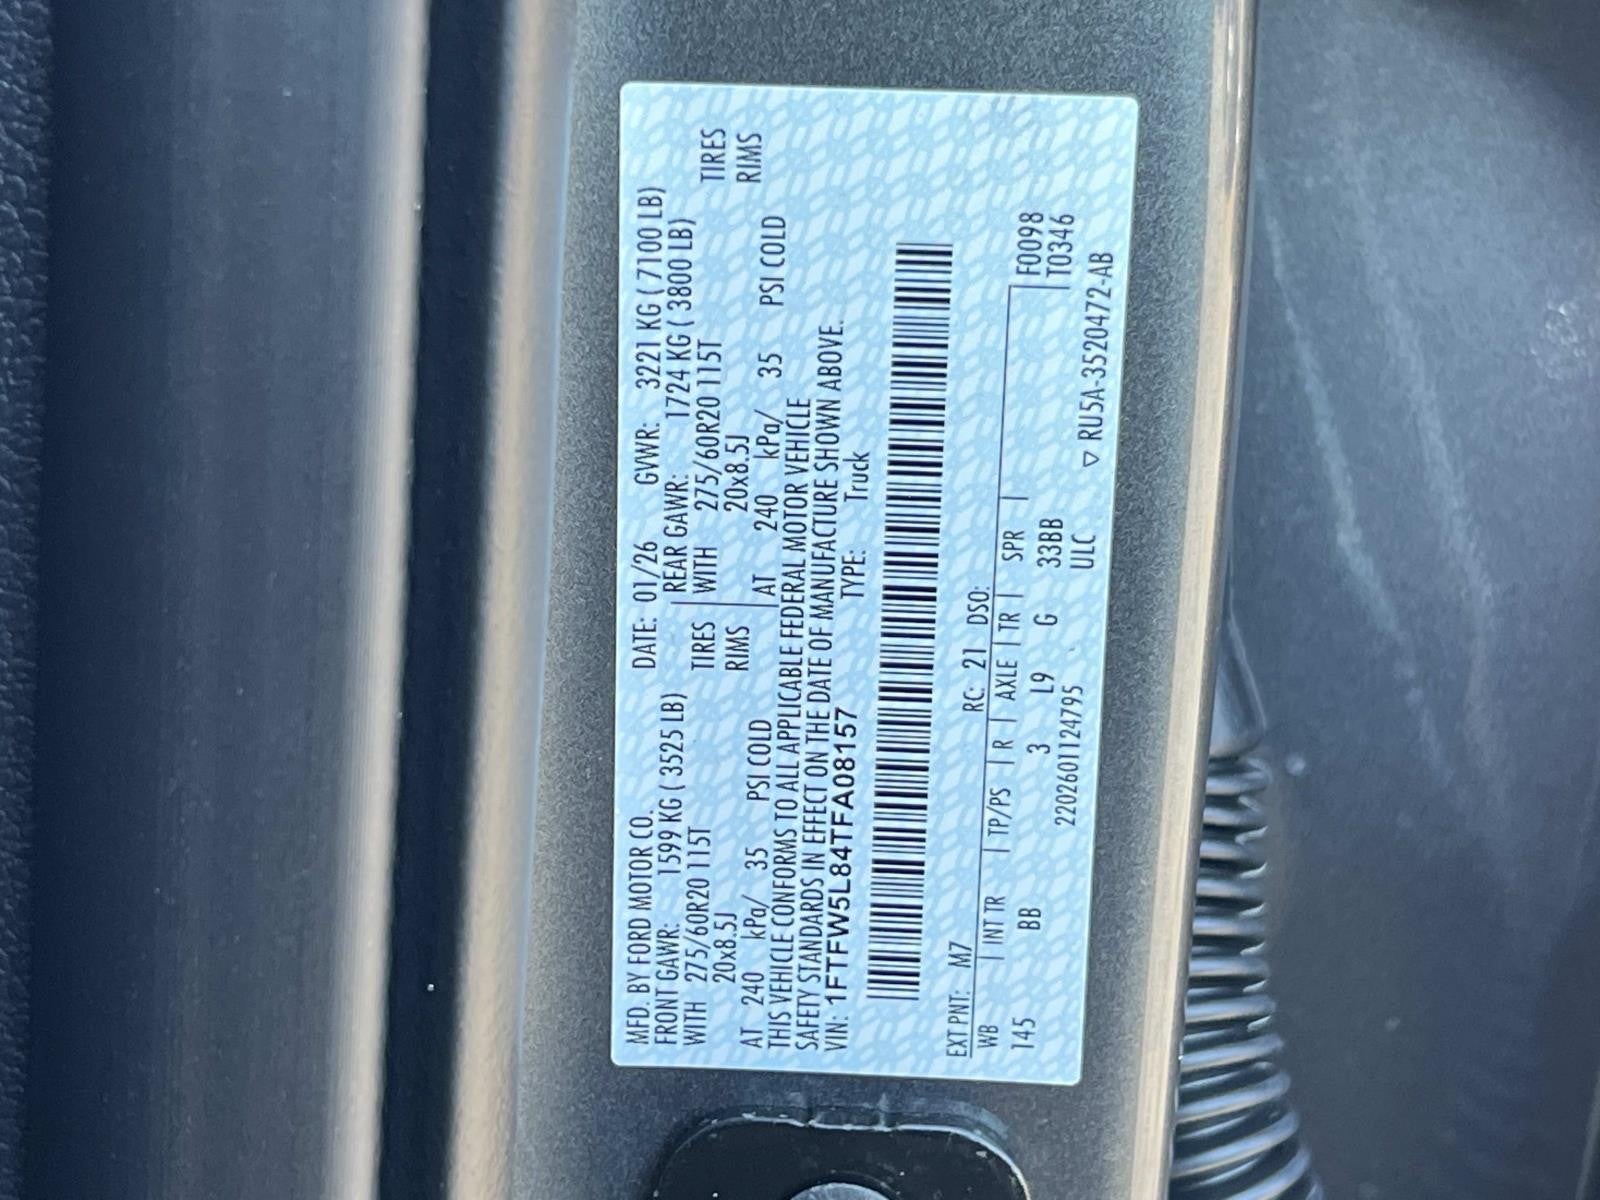 MFD. BY FORD MOTOR CO. DATE: 01/26 GVWR: 3221 KG ( 7100 LB)
FRONT GAWR: 1599 KG ( 3525 LB) REAR GAWR: 1724 KG ( 3800 LB)
WITH 275/60R20 115T TIRES WITH 275/60R20 115T TIRES
20x8.5J RIMS 20x8.5J RIMS
AT 240 kPa/ 35 PSI COLD AT 240 kPa/ 35 PSI COLD
THIS VEHICLE CONFORMS TO ALL APPLICABLE FEDERAL MOTOR VEHICLE
SAFETY STANDARDS IN EFFECT ON THE DATE OF MANUFACTURE SHOWN ABOVE.
VIN: 1FTFW5L84TFA08157 TYPE: Truck
EXT PNT: M7 RC: 21 DSO:
WB INT TR TP/PS R AXLE TR SPR F0098
145 BB 3 L9 G 33BB T0346
2202601124795 ULC ▽ RU5A-3520472-AB